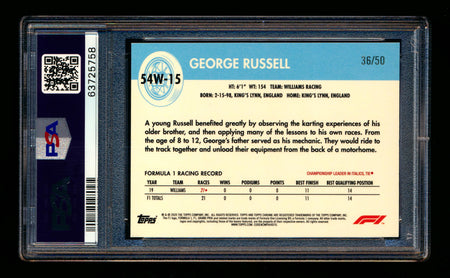 63725758
PSA
GEORGE RUSSELL
36/50
54W-15
HT: 6'1" WT: 154 TEAM: WILLIAMS RACING
BORN: 2-15-98, KING'S LYNN, ENGLAND HOME: KING'S LYNN, ENGLAND
A young Russell benefited greatly by observing the karting experiences of his
older brother, and then applying many of the lessons to his own races. From
the age of 8 to 12, George's father served as his mechanic. They would ride to
the track together and unload their equipment from the back of a motorhome.
FORMULA 1 RACING RECORD
CHAMPIONSHIP LEADER IN ITALICS, TIE
YEAR TEAM RACES WINS PODIUMS POINTS BEST FINISH BEST QUALIFYING POSITION
19 WILLIAMS 21 0 0 0 11 14
F1 TOTALS 21 0 0 0 11 14
Topps
F1